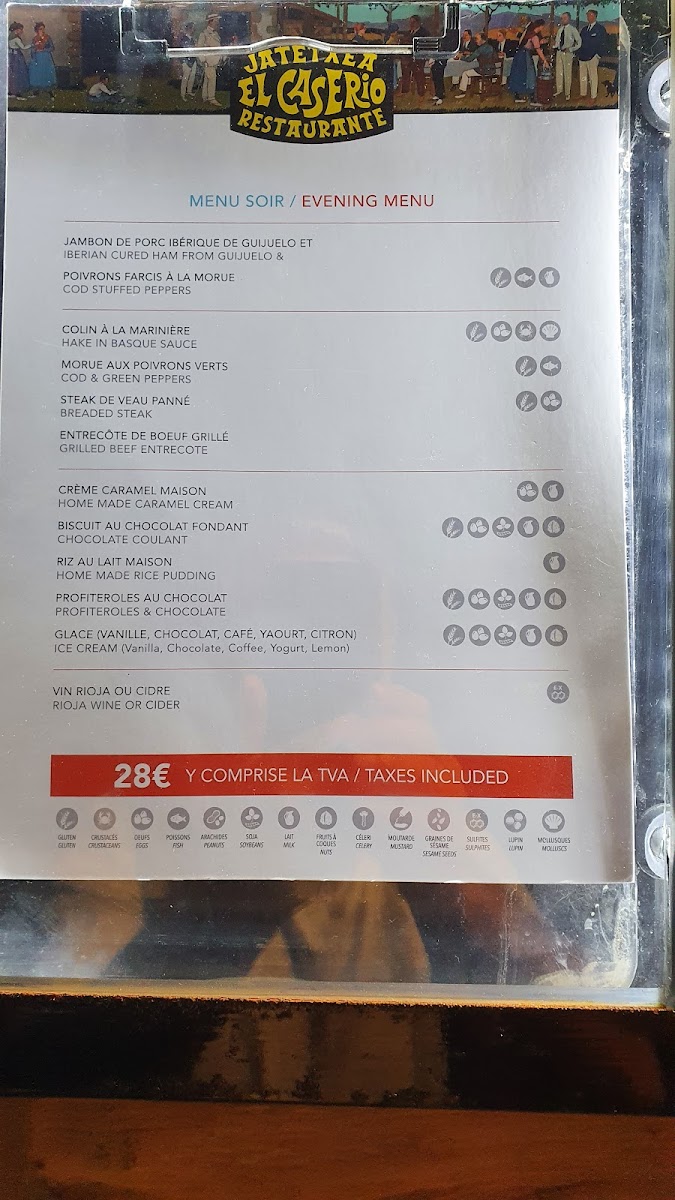 JATETXEA
EL CASERIO
RESTAURANTE
MENU SOIR / EVENING MENU
JAMBON DE PORC IBÉRIQUE DE GUIJUELO ET
IBERIAN CURED HAM FROM GUIJUELO &
POIVRONS FARCIS À LA MORUE
COD STUFFED PEPPERS
COLIN À LA MARINIÈRE
HAKE IN BASQUE SAUCE
MORUE AUX POIVRONS VERTS
COD & GREEN PEPPERS
STEAK DE VEAU PANNÉ
BREADED STEAK
ENTRECÔTE DE BOEUF GRILLÉ
GRILLED BEEF ENTRECOTE
CRÈME CARAMEL MAISON
HOME MADE CARAMEL CREAM
BISCUIT AU CHOCOLAT FONDANT
CHOCOLATE COULANT
RIZ AU LAIT MAISON
HOME MADE RICE PUDDING
PROFITEROLES AU CHOCOLAT
PROFITEROLES & CHOCOLATE
GLACE (VANILLE, CHOCOLAT, CAFÉ, YAOURT, CITRON)
ICE CREAM (Vanilla, Chocolate, Coffee, Yogurt, Lemon)
VIN RIOJA OU CIDRE
RIOJA WINE OR CIDER
28€ Y COMPRISE LA TVA / TAXES INCLUDED
GLUTEN CRUSTACÉS OEUFS POISSONS ARACHIDES SOJA LAIT FRUITS À COQUES CÉLERI MOUTARDE GRAINES DE SÉSAME SULFITES LUPIN MOLLUSQUES
GLUTEN CRUSTACEANS EGGS FISH PEANUTS SOYBEANS MILK NUTS CELERY MUSTARD SESAME SEEDS SULPHITES LUPIN MOLLUSCS